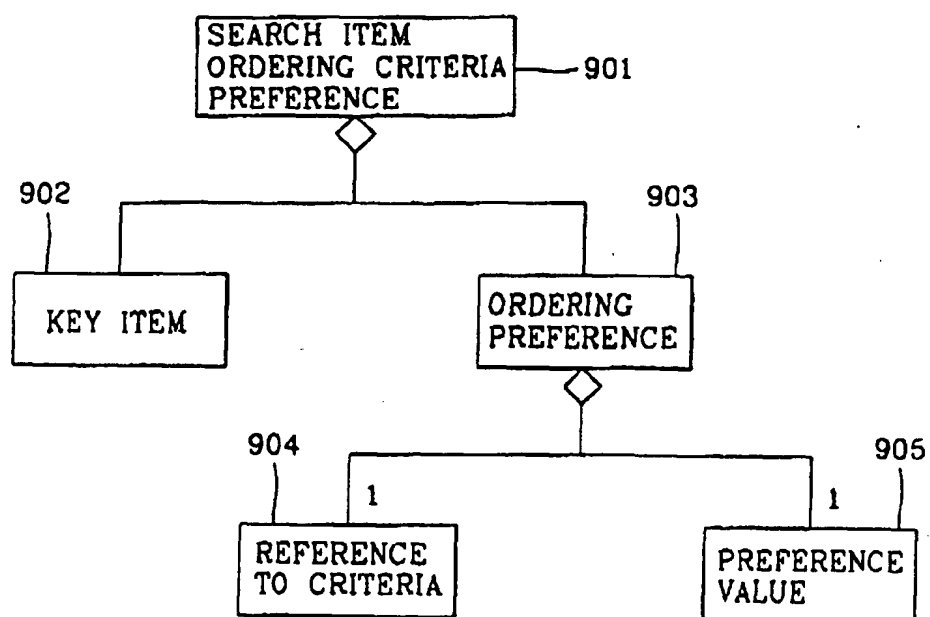 SEARCH ITEM
ORDERING CRITERIA
PREFERENCE
901
902
903
KEY ITEM
ORDERING
PREFERENCE
904
905
1
1
REFERENCE
TO CRITERIA
PREFERENCE
VALUE